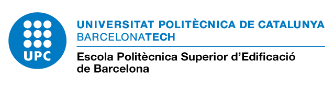 UPC
UNIVERSITAT POLITÈCNICA DE CATALUNYA
BARCELONATECH
Escola Politècnica Superior d'Edificació
de Barcelona